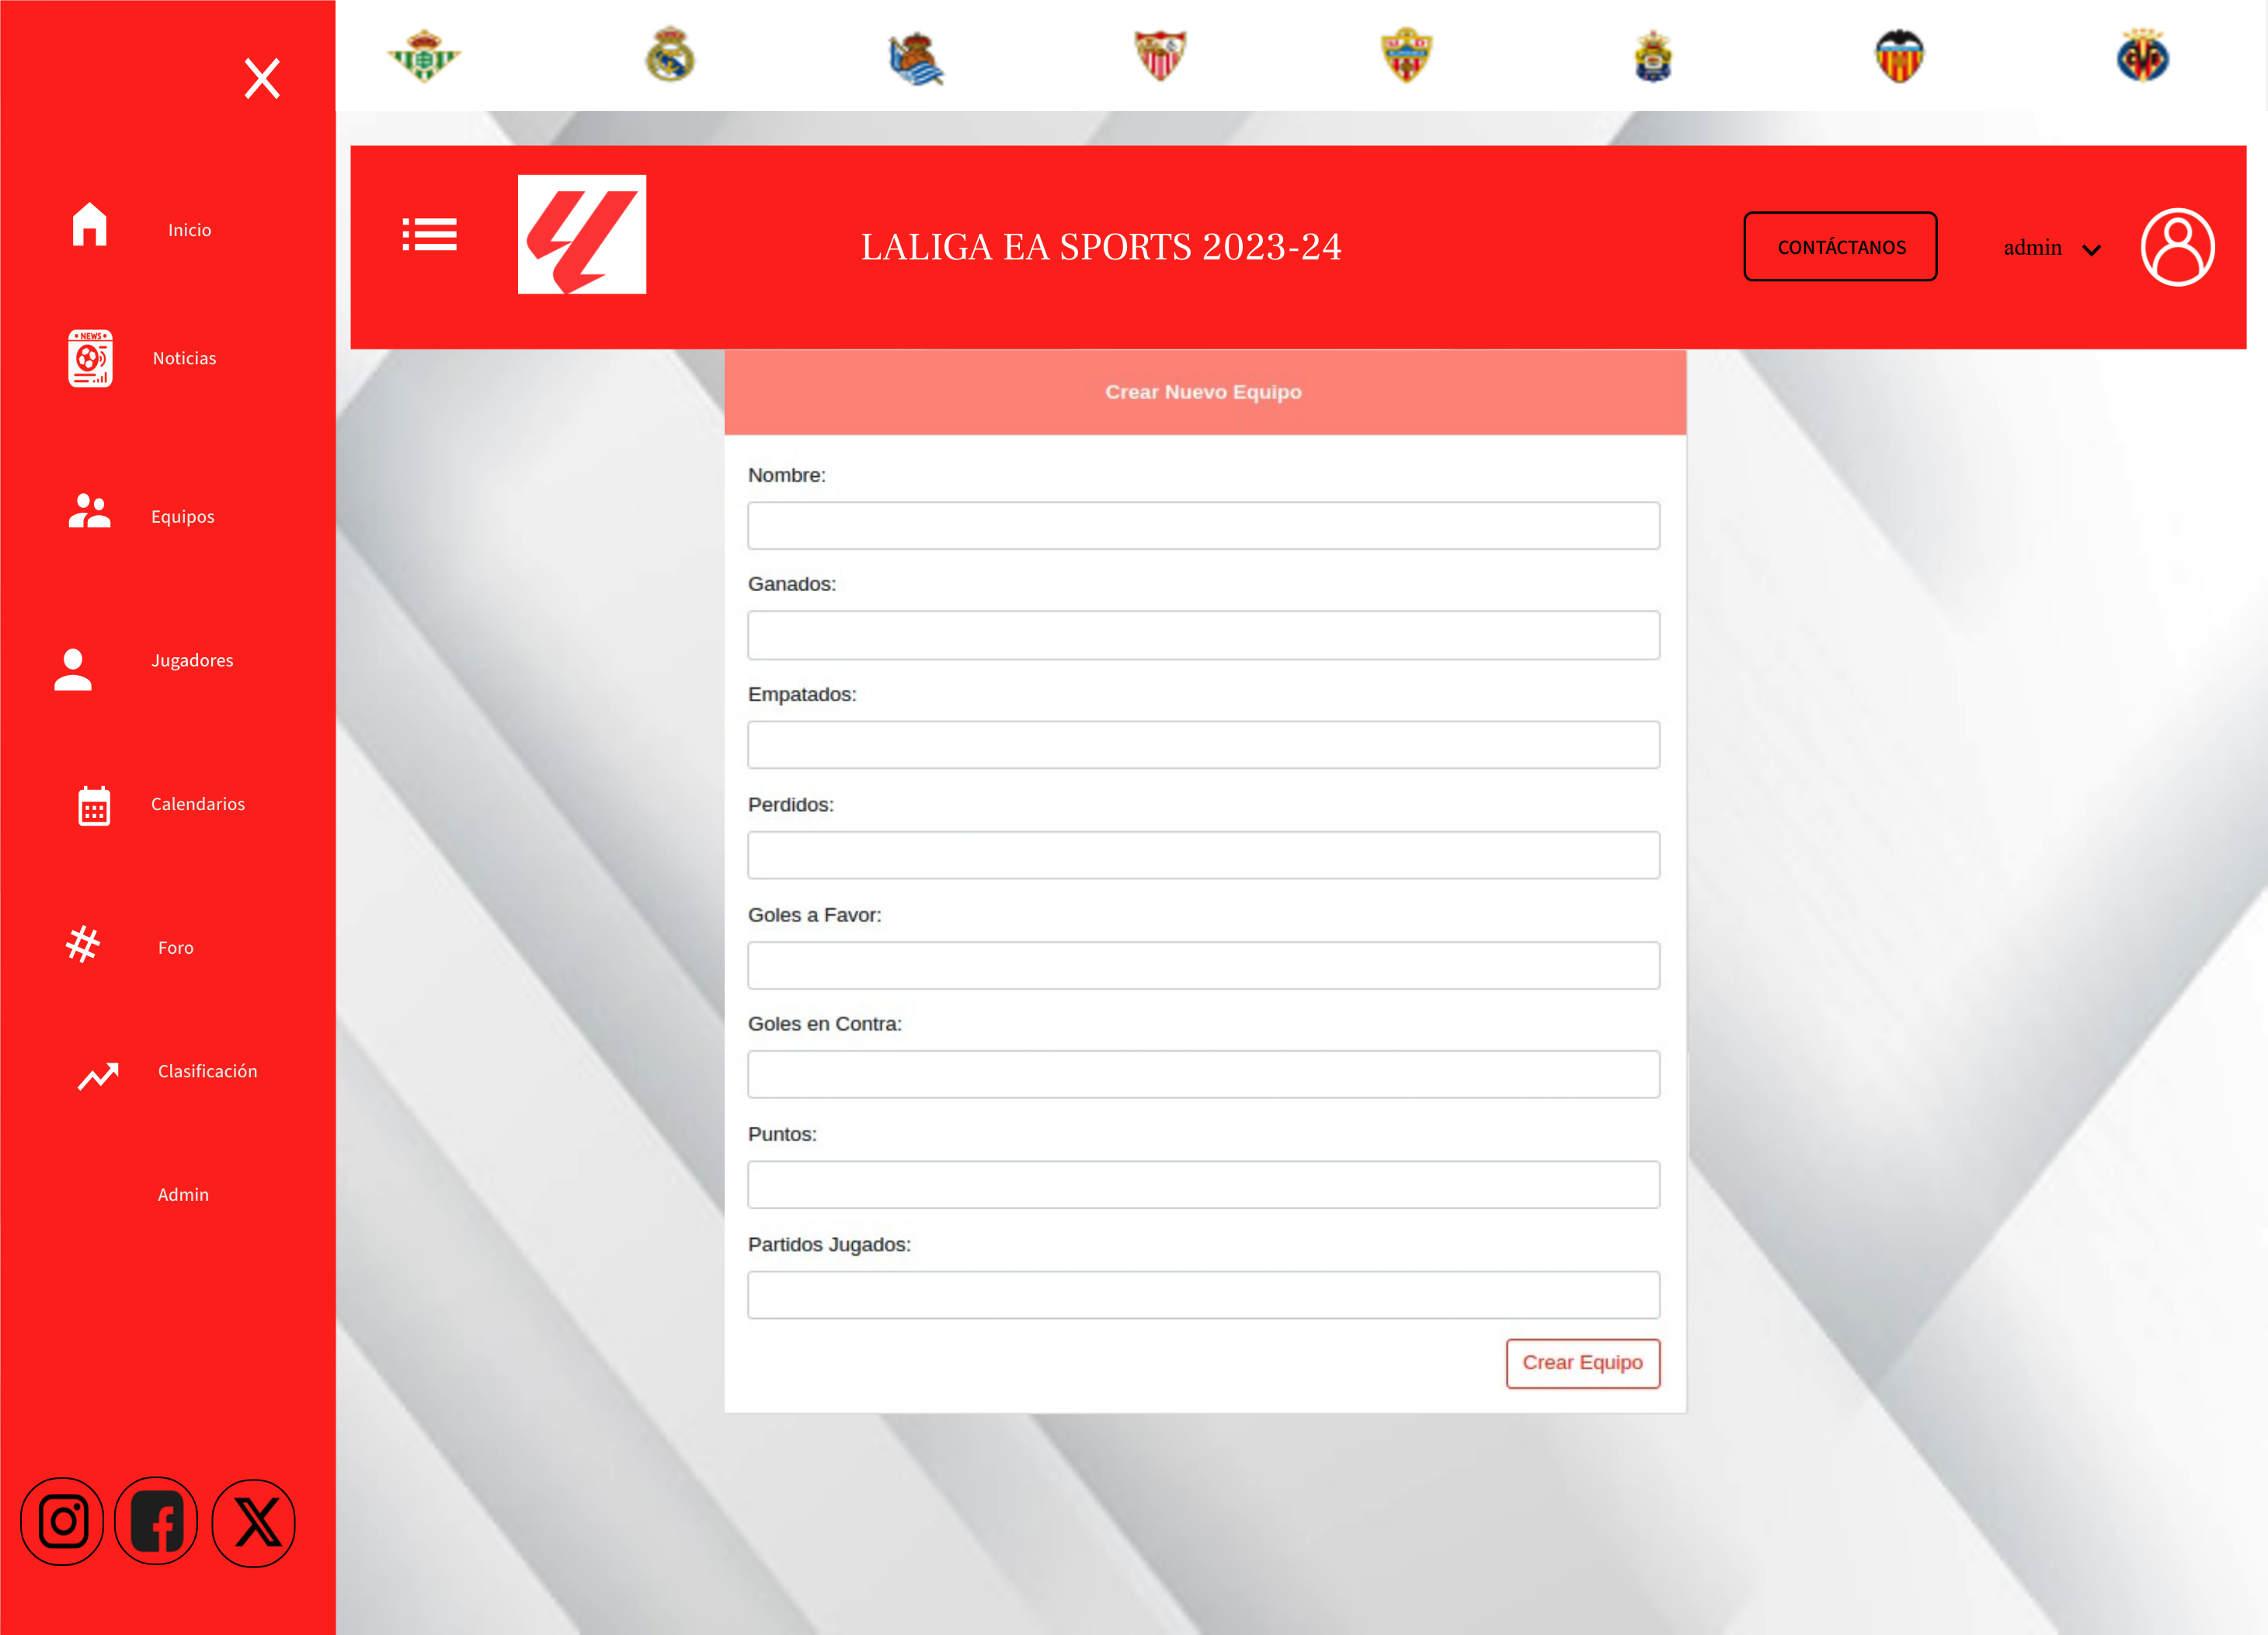 LALIGA EA SPORTS 2023-24
CONTÁCTANOS
admin
Inicio
NEWS
Noticias
Equipos
Jugadores
Calendarios
Foro
Clasificación
Admin
Crear Nuevo Equipo
Nombre:
Ganados:
Empatados:
Perdidos:
Goles a Favor:
Goles en Contra:
Puntos:
Partidos Jugados:
Crear Equipo